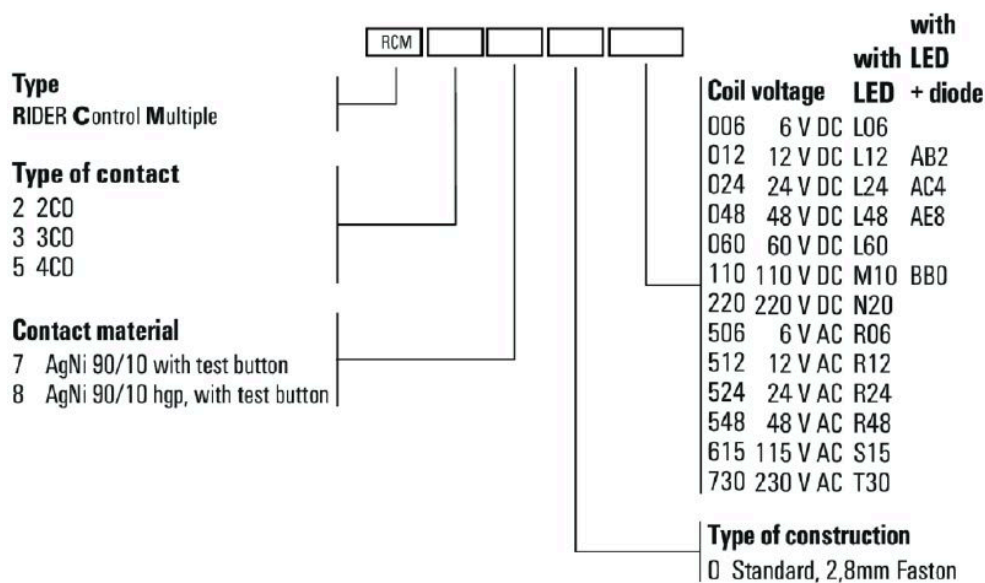 RCM
Type
RIDER Control Multiple
Type of contact
2 2CO
3 3CO
5 4CO
Contact material
7 AgNi 90/10 with test button
8 AgNi 90/10 hgp, with test button
with
with LED
Coil voltage LED + diode
006 6 V DC L06
012 12 V DC L12 AB2
024 24 V DC L24 AC4
048 48 V DC L48 AE8
060 60 V DC L60
110 110 V DC M10 BB0
220 220 V DC N20
506 6 V AC R06
512 12 V AC R12
524 24 V AC R24
548 48 V AC R48
615 115 V AC S15
730 230 V AC T30
Type of construction
0 Standard, 2,8mm Faston